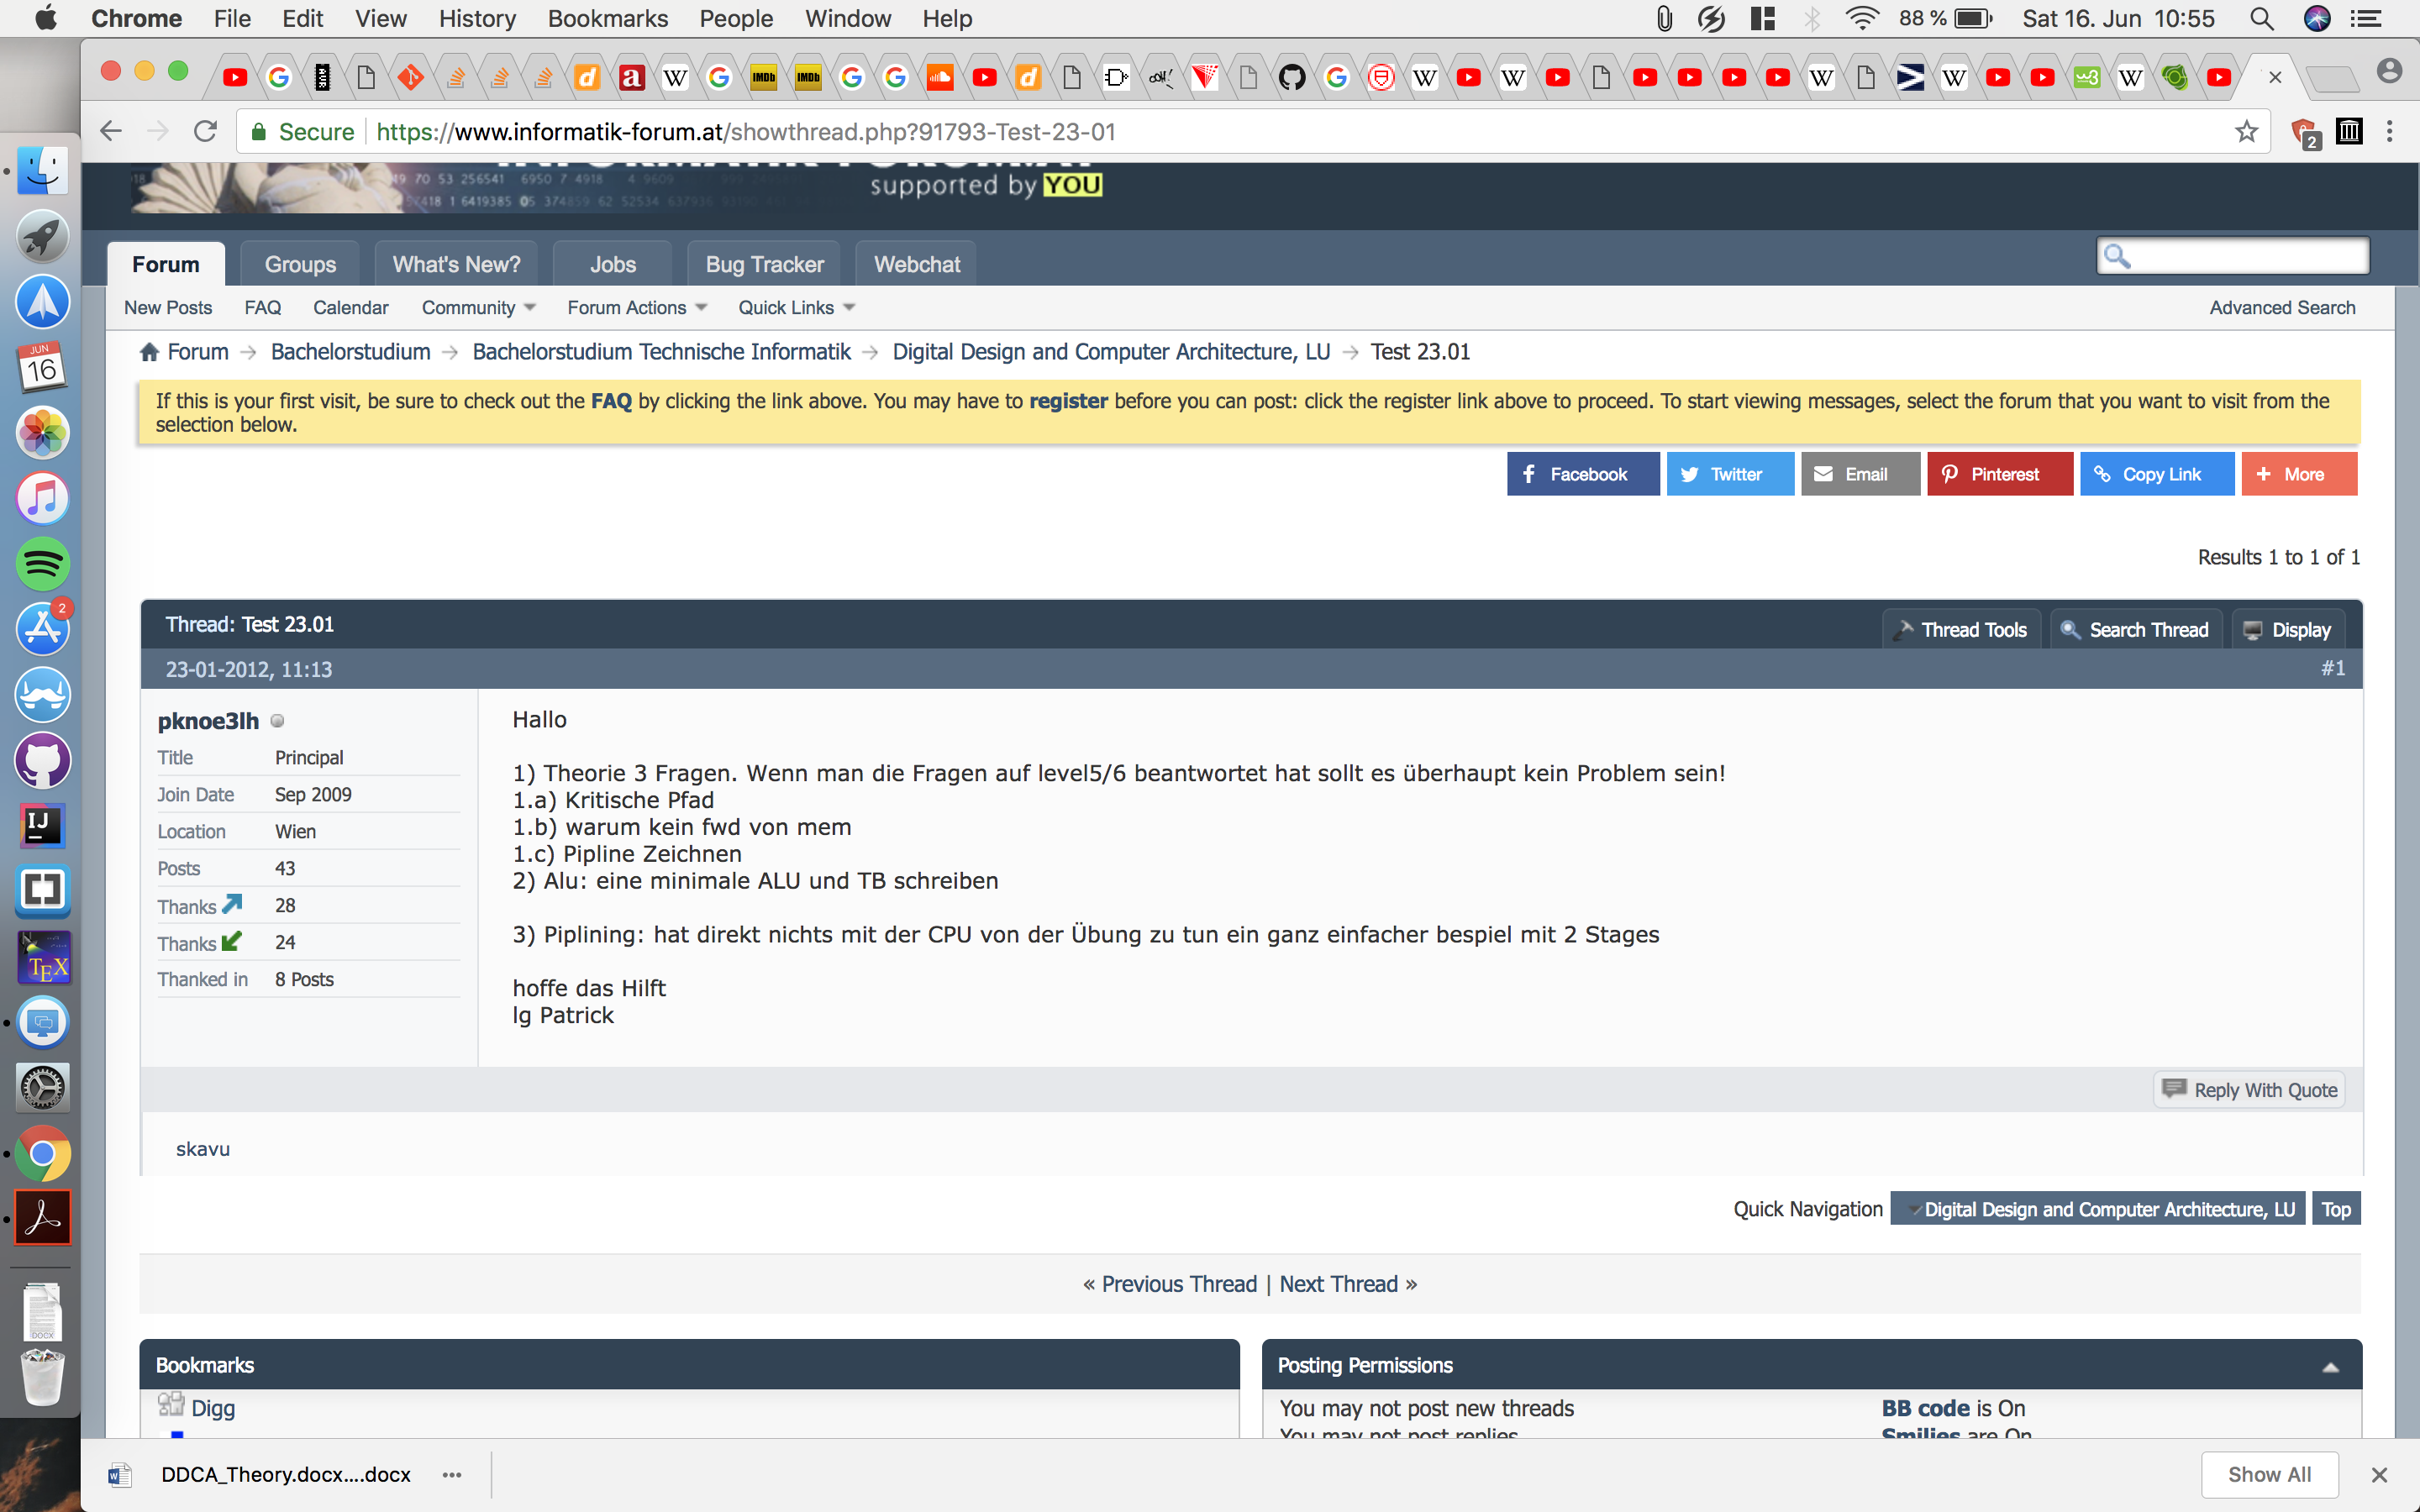 Chrome File Edit View History Bookmarks People Window Help 88 % Sat 16. Jun 10:55
Secure https://www.informatik-forum.at/showthread.php?91793-Test-23-01 2
supported by YOU
Forum Groups What's New? Jobs Bug Tracker Webchat
New Posts FAQ Calendar Community Forum Actions Quick Links Advanced Search
Forum → Bachelorstudium → Bachelorstudium Technische Informatik → Digital Design and Computer Architecture, LU → Test 23.01
If this is your first visit, be sure to check out the FAQ by clicking the link above. You may have to register before you can post: click the register link above to proceed. To start viewing messages, select the forum that you want to visit from the
selection below.
Facebook Twitter Email Pinterest Copy Link More
Results 1 to 1 of 1
Thread: Test 23.01 Thread Tools Search Thread Display
23-01-2012, 11:13 #1
pknoe3lh
Title Principal
Join Date Sep 2009
Location Wien
Posts 43
Thanks 28
Thanks 24
Thanked in 8 Posts
Hallo
1) Theorie 3 Fragen. Wenn man die Fragen auf level5/6 beantwortet hat sollt es überhaupt kein Problem sein!
1.a) Kritische Pfad
1.b) warum kein fwd von mem
1.c) Pipline Zeichnen
2) Alu: eine minimale ALU und TB schreiben
3) Piplining: hat direkt nichts mit der CPU von der Übung zu tun ein ganz einfacher bespiel mit 2 Stages
hoffe das Hilft
lg Patrick
Reply With Quote
skavu
Quick Navigation Digital Design and Computer Architecture, LU Top
« Previous Thread | Next Thread »
Bookmarks
Digg
Posting Permissions
You may not post new threads
You may not post replies
BB code is On
Smilies are On
DDCA_Theory.docx....docx
Show All
JUN
16
2
IJ
TEX
DOCX